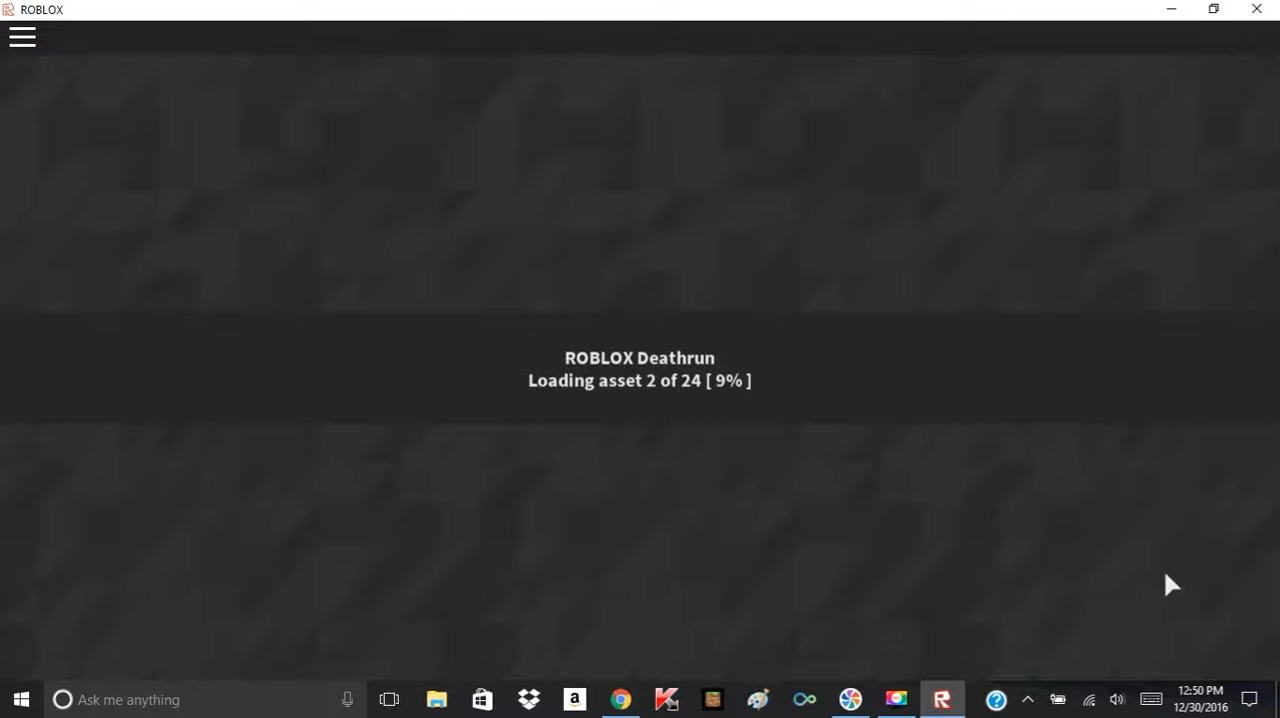 ROBLOX
ROBLOX Deathrun
Loading asset 2 of 24 [ 9% ]
Ask me anything
12:50 PM
12/30/2016